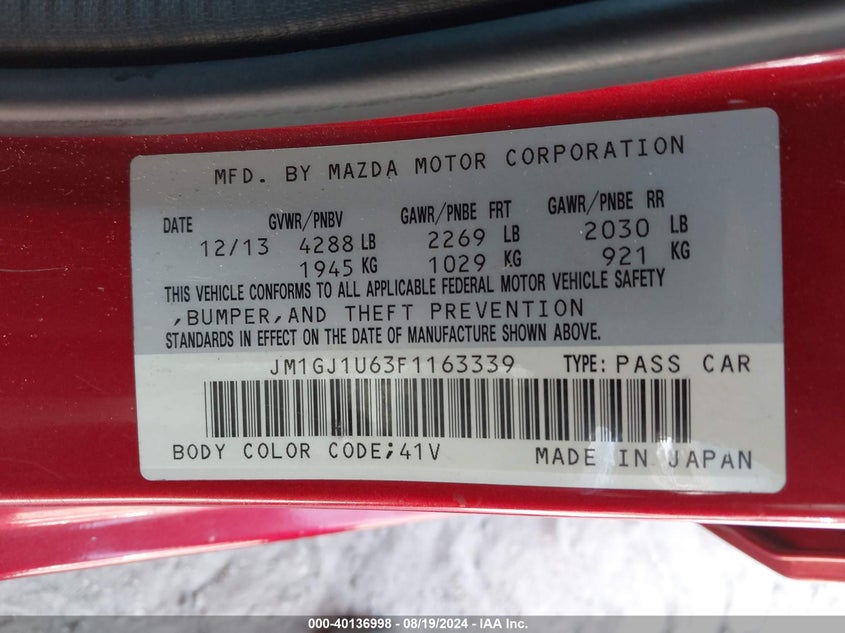 MFD. BY MAZDA MOTOR CORPORATION
DATE GVWR/PNBV GAWR/PNBE FRT GAWR/PNBE RR
12/13 4288 LB 2269 LB 2030 LB
1945 KG 1029 KG 921 KG
THIS VEHICLE CONFORMS TO ALL APPLICABLE FEDERAL MOTOR VEHICLE SAFETY
,BUMPER,AND THEFT PREVENTION
STANDARDS IN EFFECT ON THE DATE OF MANUFACTURE SHOWN ABOVE.
JM1GJ1U63F1163339 TYPE: PASS CAR
BODY COLOR CODE;41V MADE IN JAPAN
000-40136998 - 08/19/2024 - IAA Inc.